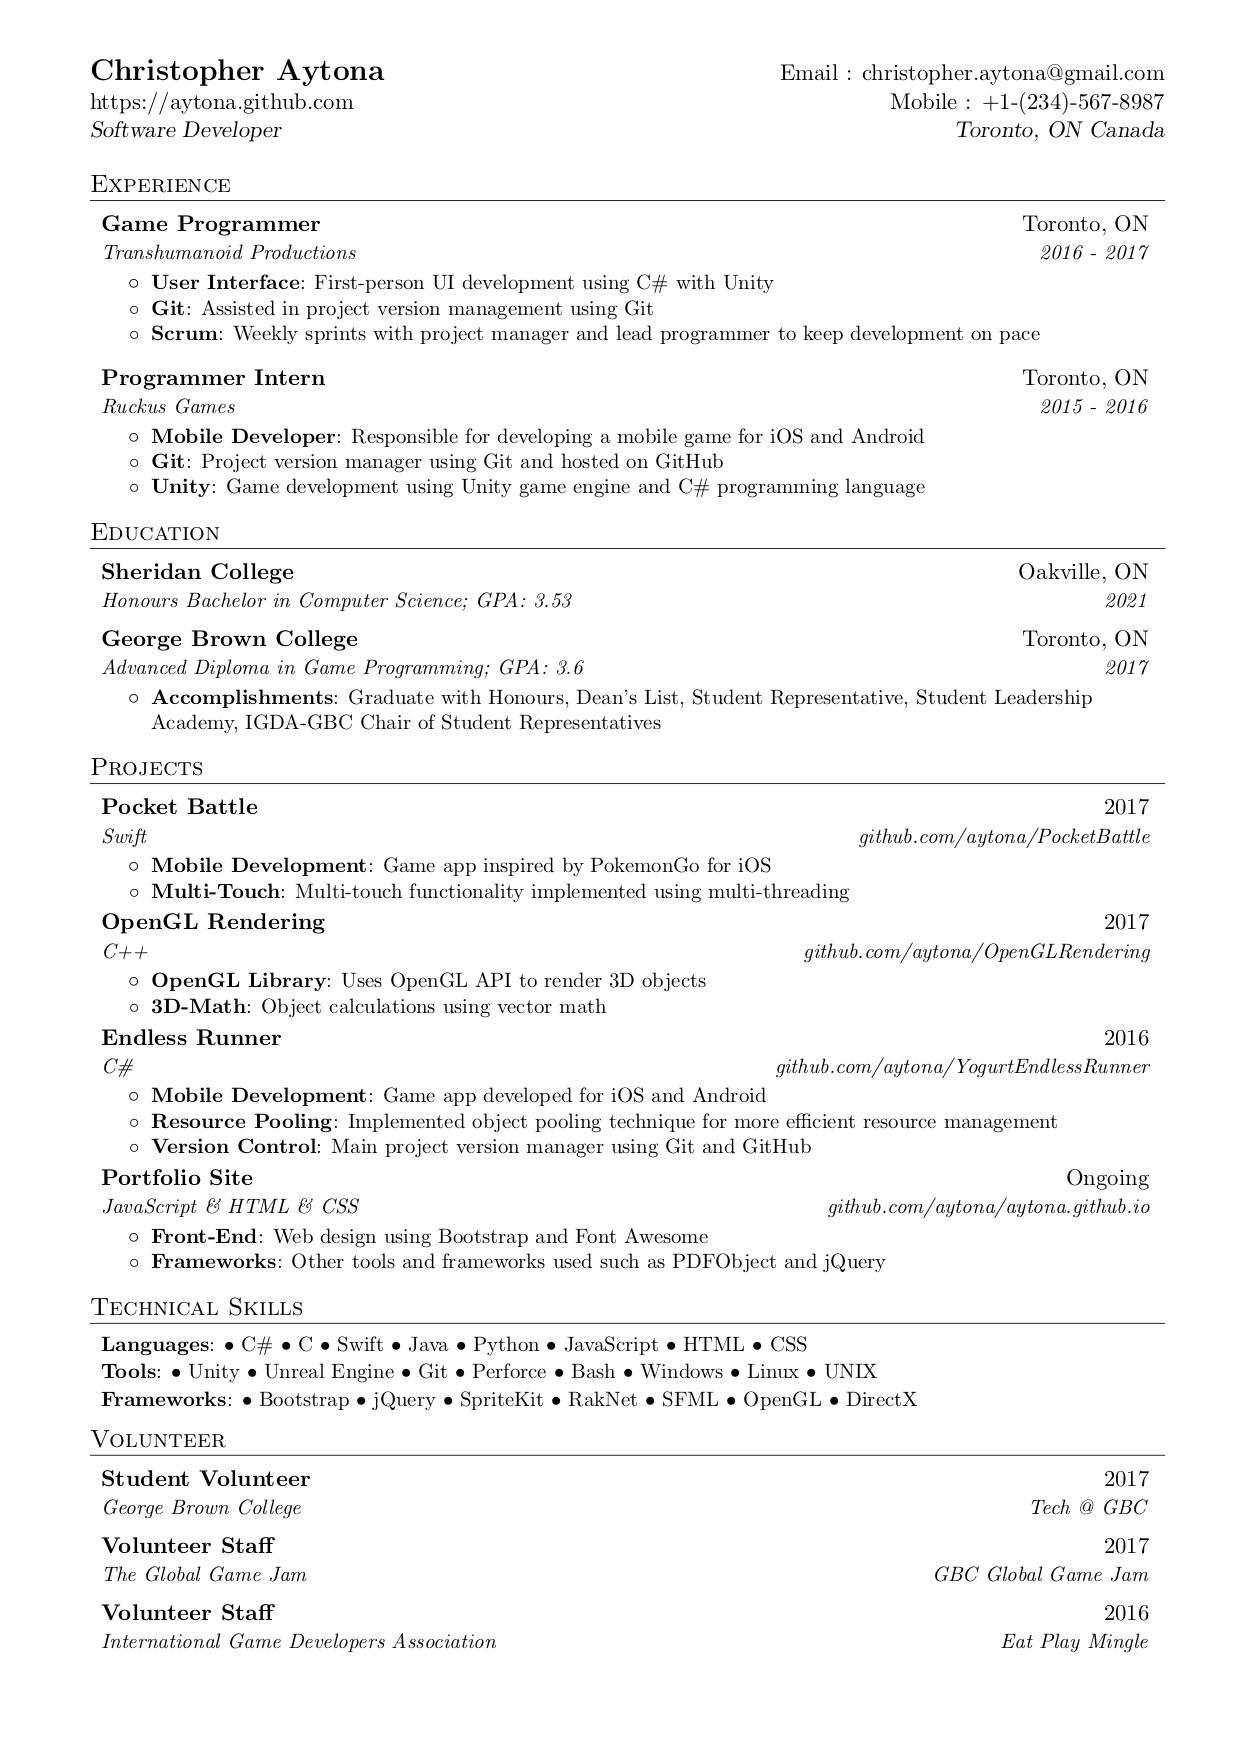 Christopher Aytona Email : christopher.aytona@gmail.com
https://aytona.github.com Mobile : +1-(234)-567-8987
Software Developer Toronto, ON Canada
Experience
Game Programmer Toronto, ON
Transhumanoid Productions 2016 - 2017
◦ User Interface: First-person UI development using C# with Unity
◦ Git: Assisted in project version management using Git
◦ Scrum: Weekly sprints with project manager and lead programmer to keep development on pace
Programmer Intern Toronto, ON
Ruckus Games 2015 - 2016
◦ Mobile Developer: Responsible for developing a mobile game for iOS and Android
◦ Git: Project version manager using Git and hosted on GitHub
◦ Unity: Game development using Unity game engine and C# programming language
Education
Sheridan College Oakville, ON
Honours Bachelor in Computer Science; GPA: 3.53 2021
George Brown College Toronto, ON
Advanced Diploma in Game Programming; GPA: 3.6 2017
◦ Accomplishments: Graduate with Honours, Dean's List, Student Representative, Student Leadership
Academy, IGDA-GBC Chair of Student Representatives
Projects
Pocket Battle 2017
Swift github.com/aytona/PocketBattle
◦ Mobile Development: Game app inspired by PokemonGo for iOS
◦ Multi-Touch: Multi-touch functionality implemented using multi-threading
OpenGL Rendering 2017
C++ github.com/aytona/OpenGLRendering
◦ OpenGL Library: Uses OpenGL API to render 3D objects
◦ 3D-Math: Object calculations using vector math
Endless Runner 2016
C# github.com/aytona/YogurtEndlessRunner
◦ Mobile Development: Game app developed for iOS and Android
◦ Resource Pooling: Implemented object pooling technique for more efficient resource management
◦ Version Control: Main project version manager using Git and GitHub
Portfolio Site Ongoing
JavaScript & HTML & CSS github.com/aytona/aytona.github.io
◦ Front-End: Web design using Bootstrap and Font Awesome
◦ Frameworks: Other tools and frameworks used such as PDFObject and jQuery
Technical Skills
Languages: • C# • C • Swift • Java • Python • JavaScript • HTML • CSS
Tools: • Unity • Unreal Engine • Git • Perforce • Bash • Windows • Linux • UNIX
Frameworks: • Bootstrap • jQuery • SpriteKit • RakNet • SFML • OpenGL • DirectX
Volunteer
Student Volunteer 2017
George Brown College Tech @ GBC
Volunteer Staff 2017
The Global Game Jam GBC Global Game Jam
Volunteer Staff 2016
International Game Developers Association Eat Play Mingle